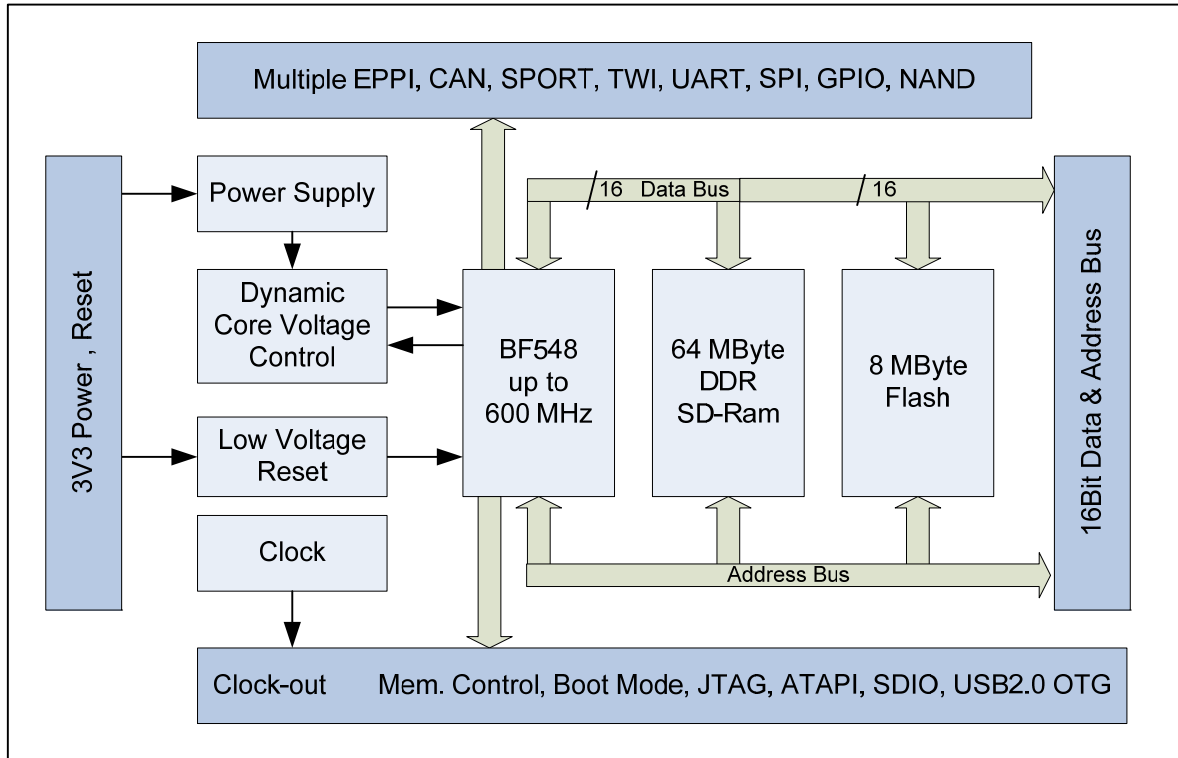 Multiple EPPI, CAN, SPORT, TWI, UART, SPI, GPIO, NAND
3V3 Power , Reset
Power Supply
Dynamic
Core Voltage
Control
Low Voltage
Reset
Clock
/ 16 Data Bus
/ 16
BF548
up to
600 MHz
64 MByte
DDR
SD-Ram
8 MByte
Flash
Address Bus
16Bit Data & Address Bus
Clock-out Mem. Control, Boot Mode, JTAG, ATAPI, SDIO, USB2.0 OTG